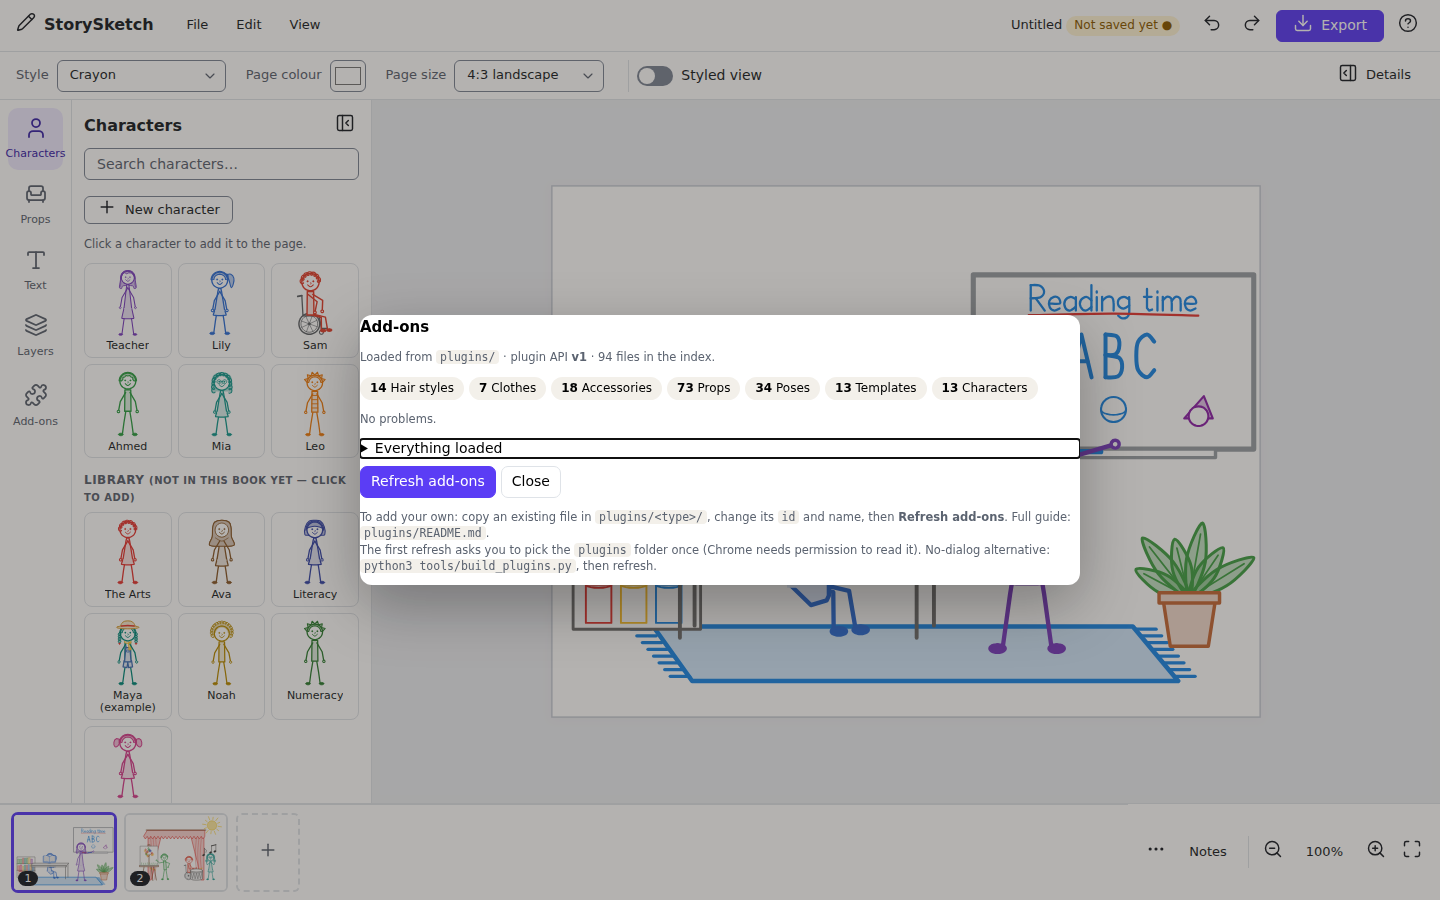 StorySketch File Edit View Untitled Not saved yet Export
Style Crayon Page colour Page size 4:3 landscape Styled view Details
Characters
Props
Text
Layers
Add-ons
Characters
Search characters...
New character
Click a character to add it to the page.
Teacher Lily Sam
Ahmed Mia Leo
LIBRARY (NOT IN THIS BOOK YET — CLICK
TO ADD)
The Arts Ava Literacy
Maya
(example) Noah Numeracy
Reading time
ABC
Add-ons
Loaded from plugins/ · plugin API v1 · 94 files in the index.
14 Hair styles 7 Clothes 18 Accessories 73 Props 34 Poses 13 Templates 13 Characters
No problems.
Everything loaded
Refresh add-ons Close
To add your own: copy an existing file in plugins/<type>/, change its id and name, then Refresh add-ons. Full guide:
plugins/README.md.
The first refresh asks you to pick the plugins folder once (Chrome needs permission to read it). No-dialog alternative:
python3 tools/build_plugins.py, then refresh.
Reading time
ABC
1 2
Notes 100%